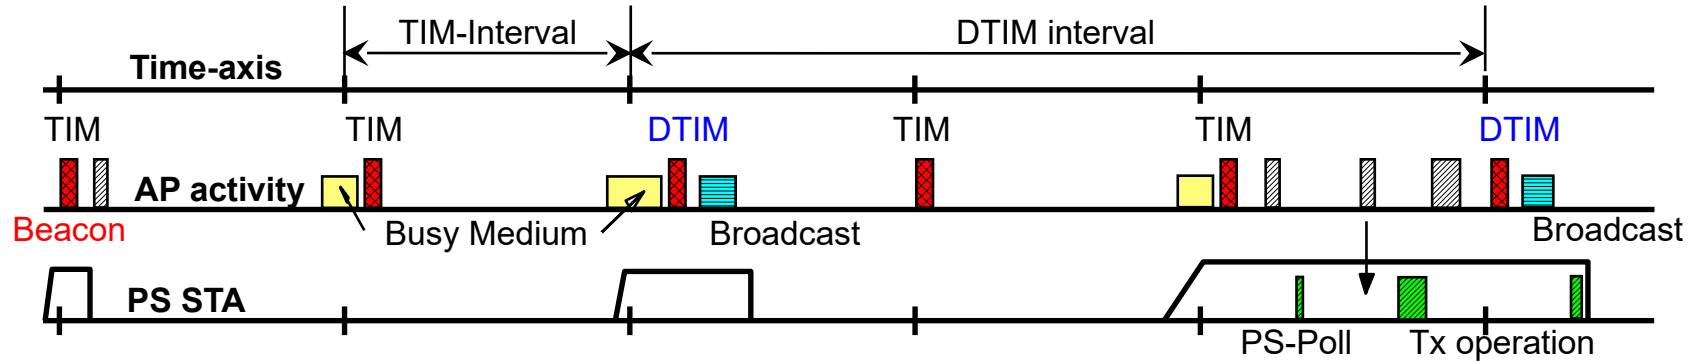 TIM-Interval
DTIM interval
Time-axis
TIM
TIM
DTIM
TIM
TIM
DTIM
AP activity
Beacon
Busy Medium
Broadcast
Broadcast
PS STA
PS-Poll
Tx operation